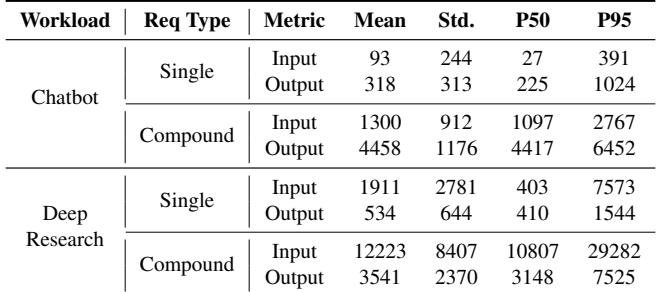 Workload Req Type Metric Mean Std. P50 P95
Chatbot Single Input 93 244 27 391
Output 318 313 225 1024
Compound Input 1300 912 1097 2767
Output 4458 1176 4417 6452
Deep Research Single Input 1911 2781 403 7573
Output 534 644 410 1544
Compound Input 12223 8407 10807 29282
Output 3541 2370 3148 7525